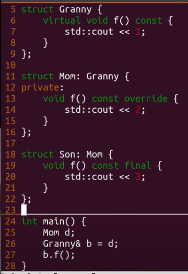 5 struct Granny {
6     virtual void f() const {
7         std::cout << 1;
8     }
9 };
10
11 struct Mom: Granny {
12 private:
13     void f() const override {
14         std::cout << 2;
15     }
16 };
17
18 struct Son: Mom {
19     void f() const final {
20         std::cout << 3;
21     }
22 };
23
24 int main() {
25     Mom d;
26     Granny& b = d;
27     b.f();
28 }